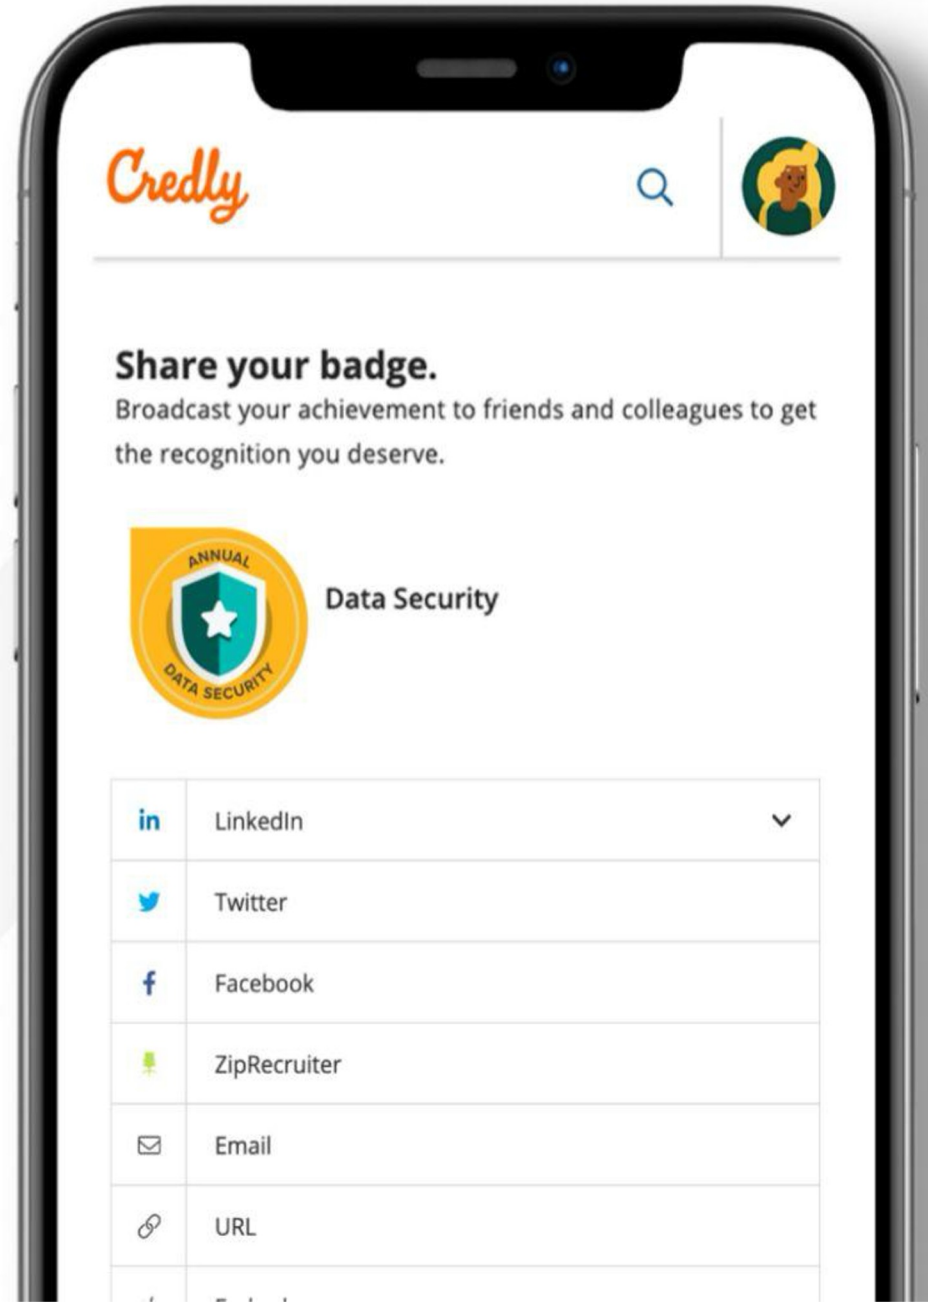 Credly
Share your badge.
Broadcast your achievement to friends and colleagues to get
the recognition you deserve.
ANNUAL
DATA SECURITY
Data Security
in LinkedIn
Twitter
f Facebook
ZipRecruiter
Email
URL